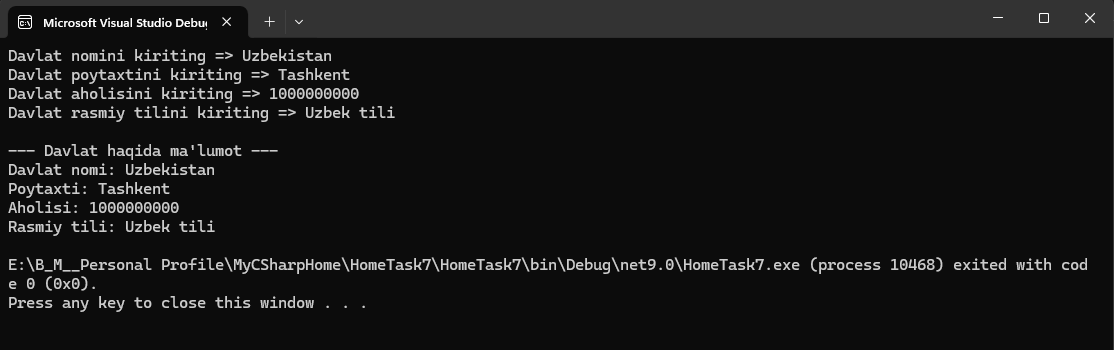 Microsoft Visual Studio Debug
Davlat nomini kiriting => Uzbekistan
Davlat poytaxtini kiriting => Tashkent
Davlat aholisini kiriting => 1000000000
Davlat rasmiy tilini kiriting => Uzbek tili
--- Davlat haqida ma'lumot ---
Davlat nomi: Uzbekistan
Poytaxti: Tashkent
Aholisi: 1000000000
Rasmiy tili: Uzbek tili
E:\B_M__Personal Profile\MyCSharpHome\HomeTask7\HomeTask7\bin\Debug\net9.0\HomeTask7.exe (process 10468) exited with cod
e 0 (0x0).
Press any key to close this window . . .